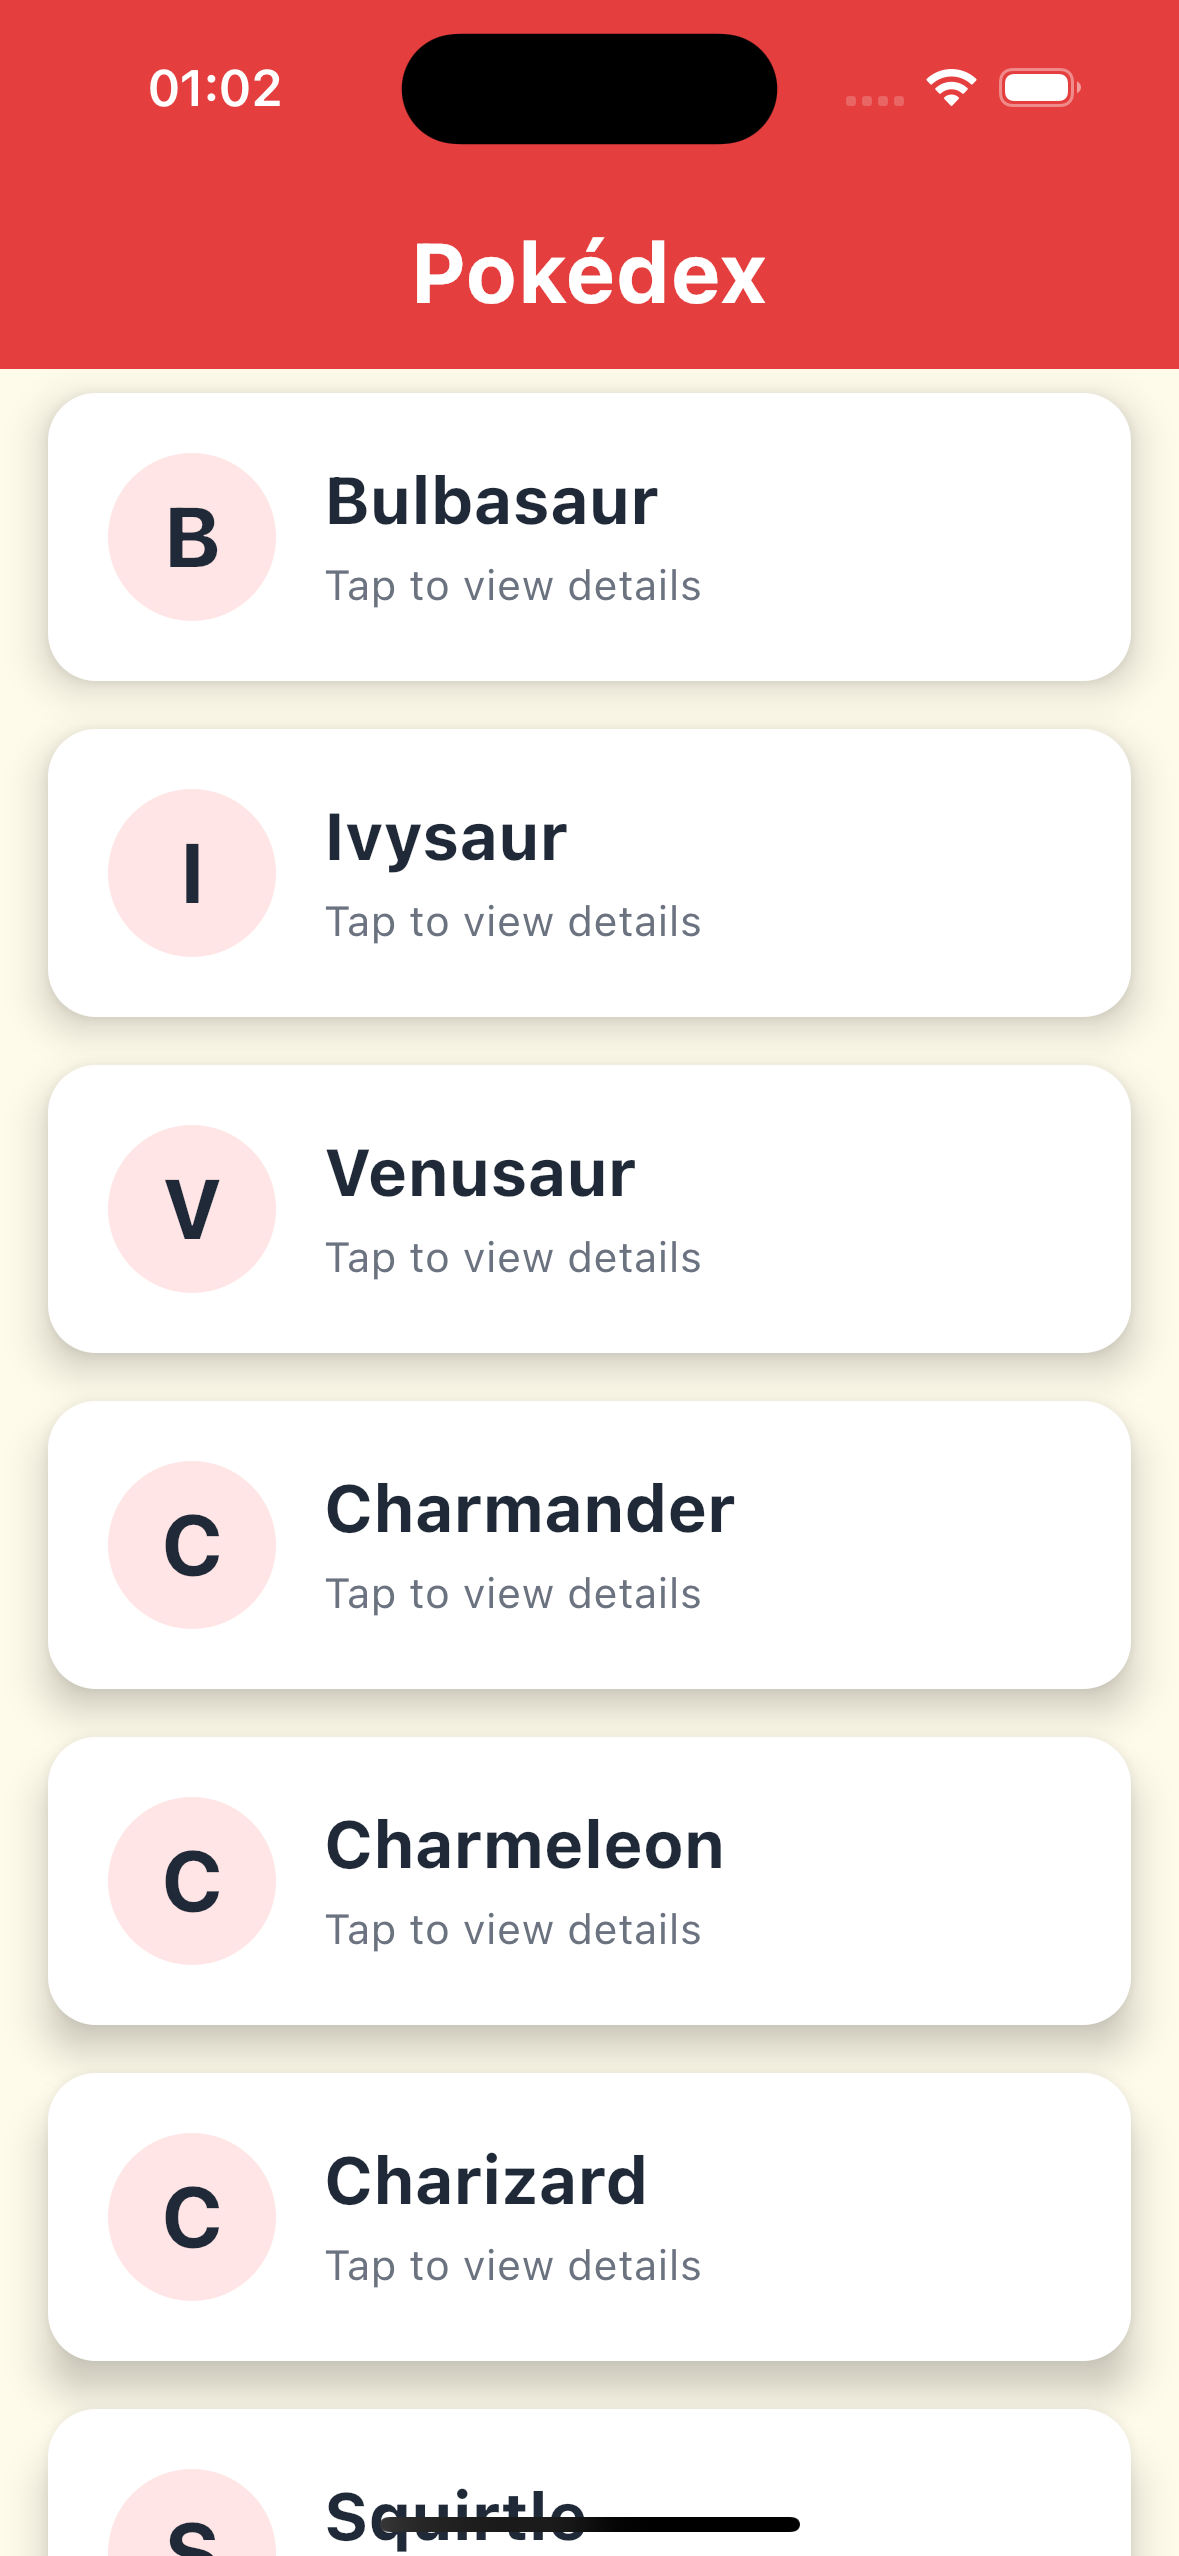 01:02
Pokédex
B
Bulbasaur
Tap to view details
I
Ivysaur
Tap to view details
V
Venusaur
Tap to view details
C
Charmander
Tap to view details
C
Charmeleon
Tap to view details
C
Charizard
Tap to view details
S
Squirtle